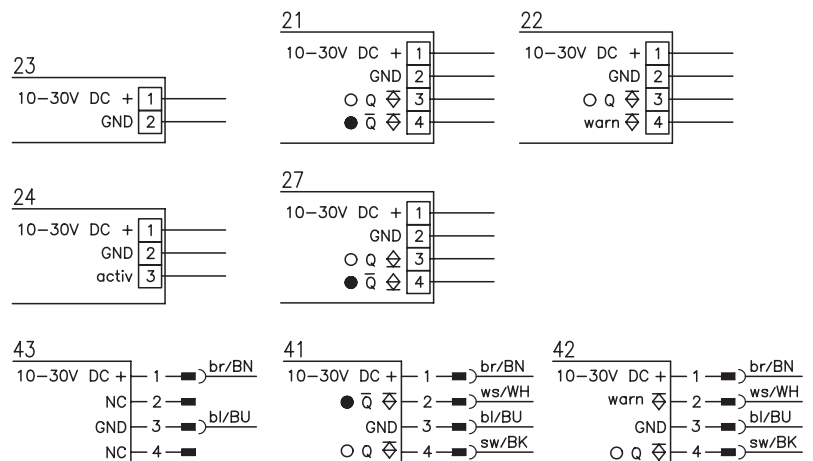 21
10–30V DC + 1
GND 2
Q 3
Q̅ 4
22
10–30V DC + 1
GND 2
Q 3
warn 4
23
10–30V DC + 1
GND 2
24
10–30V DC + 1
GND 2
activ 3
27
10–30V DC + 1
GND 2
Q 3
Q̅ 4
43
10–30V DC + 1 br/BN
NC 2
GND 3 bl/BU
NC 4
41
10–30V DC + 1 br/BN
Q̅ 2 ws/WH
GND 3 bl/BU
Q 4 sw/BK
42
10–30V DC + 1 br/BN
warn 2 ws/WH
GND 3 bl/BU
Q 4 sw/BK